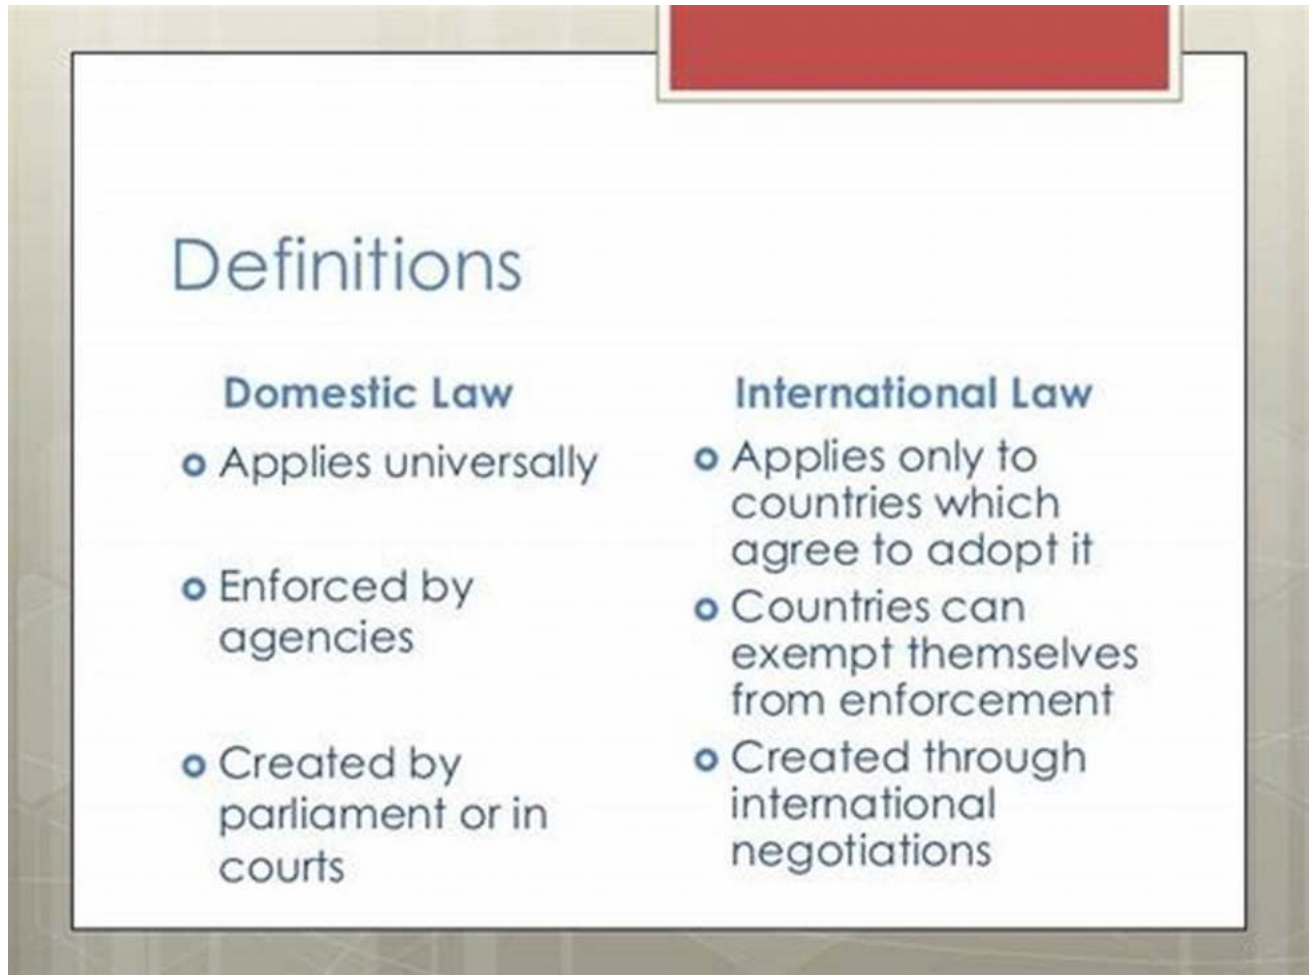 Definitions
Domestic Law
o Applies universally
o Enforced by
agencies
o Created by
parliament or in
courts
International Law
o Applies only to
countries which
agree to adopt it
o Countries can
exempt themselves
from enforcement
o Created through
international
negotiations